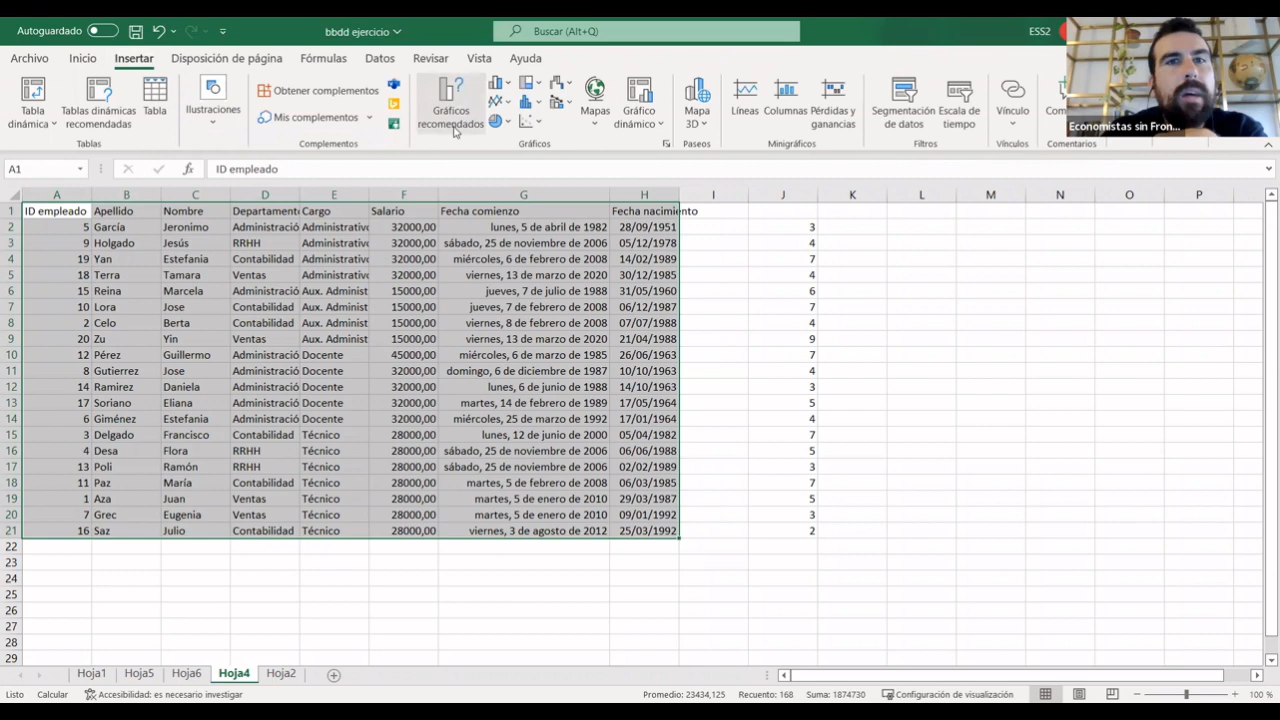 Autoguardado bbdd ejercicio Buscar (Alt+Q) ESS2
Archivo Inicio Insertar Disposición de página Fórmulas Datos Revisar Vista Ayuda
Tabla dinámica Tablas dinámicas recomendadas Tabla Ilustraciones Obtener complementos Mis complementos Gráficos recomendados Mapas Gráfico dinámico Mapa 3D Líneas Columnas Pérdidas y ganancias Segmentación de datos Escala de tiempo Vínculo
Economistas sin Fron...
Tablas Complementos Gráficos Paseos Minigráficos Filtros Vínculos Comentarios
A1 fx ID empleado
A B C D E F G H I J K L M N O P
1 ID empleado Apellido Nombre Departament Cargo Salario Fecha comienzo Fecha nacimiento
2 5 García Jeronimo Administració Administrativ 32000,00 lunes, 5 de abril de 1982 28/09/1951 3
3 9 Holgado Jesús RRHH Administrativ 32000,00 sábado, 25 de noviembre de 2006 05/12/1978 4
4 19 Yan Estefania Contabilidad Administrativ 32000,00 miércoles, 6 de febrero de 2008 14/02/1989 7
5 18 Terra Tamara Ventas Administrativ 32000,00 viernes, 13 de marzo de 2020 30/12/1985 4
6 15 Reina Marcela Administració Aux. Administ 15000,00 jueves, 7 de julio de 1988 31/05/1960 6
7 10 Lora Jose Contabilidad Aux. Administ 15000,00 jueves, 7 de febrero de 2008 06/12/1987 7
8 2 Celo Berta Contabilidad Aux. Administ 15000,00 viernes, 8 de febrero de 2008 07/07/1988 4
9 20 Zu Yin Ventas Aux. Administ 15000,00 viernes, 13 de marzo de 2020 21/04/1988 9
10 12 Pérez Guillermo Administració Docente 45000,00 miércoles, 6 de marzo de 1985 26/06/1963 7
11 8 Gutierrez Jose Administració Docente 32000,00 domingo, 6 de diciembre de 1987 10/10/1963 4
12 14 Ramirez Daniela Administració Docente 32000,00 lunes, 6 de junio de 1988 14/10/1963 3
13 17 Soriano Eliana Administració Docente 32000,00 martes, 14 de febrero de 1989 17/05/1964 5
14 6 Giménez Estefania Administració Docente 32000,00 miércoles, 25 de marzo de 1992 17/01/1964 4
15 3 Delgado Francisco Contabilidad Técnico 28000,00 lunes, 12 de junio de 2000 05/04/1982 7
16 4 Desa Flora RRHH Técnico 28000,00 sábado, 25 de noviembre de 2006 06/06/1988 5
17 13 Poli Ramón RRHH Técnico 28000,00 sábado, 25 de noviembre de 2006 02/02/1989 3
18 11 Paz María Contabilidad Técnico 28000,00 martes, 5 de febrero de 2008 06/03/1985 7
19 1 Aza Juan Ventas Técnico 28000,00 martes, 5 de enero de 2010 29/03/1987 5
20 7 Grec Eugenia Ventas Técnico 28000,00 martes, 5 de enero de 2010 09/01/1992 3
21 16 Saz Julio Contabilidad Técnico 28000,00 viernes, 3 de agosto de 2012 25/03/1992 2
22
23
24
25
26
27
28
29
Hoja1 Hoja5 Hoja6 Hoja4 Hoja2
Listo Calcular Accesibilidad: es necesario investigar Promedio: 23434,125 Recuento: 168 Suma: 1874730 Configuración de visualización 100 %